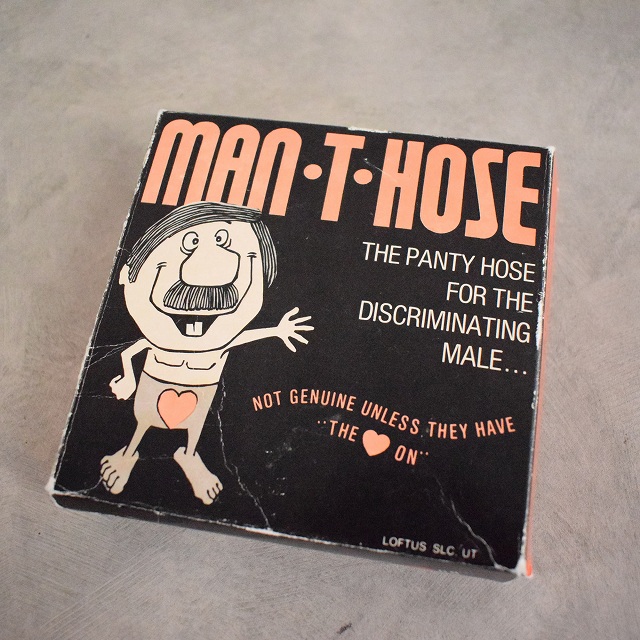 MAN·T·HOSE
THE PANTY HOSE
FOR THE
DISCRIMINATING
MALE...
NOT GENUINE UNLESS THEY HAVE
"THE ♥ ON"
LOFTUS SLC UT